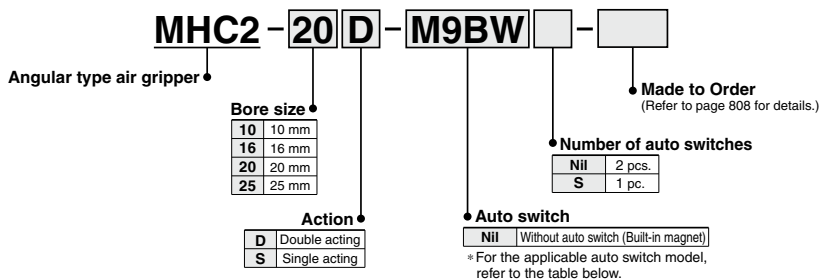 MHC2-20D-M9BW -
Angular type air gripper
Bore size
10 10 mm
16 16 mm
20 20 mm
25 25 mm
Action
D Double acting
S Single acting
Auto switch
Nil Without auto switch (Built-in magnet)
* For the applicable auto switch model,
refer to the table below.
Number of auto switches
Nil 2 pcs.
S 1 pc.
Made to Order
(Refer to page 808 for details.)